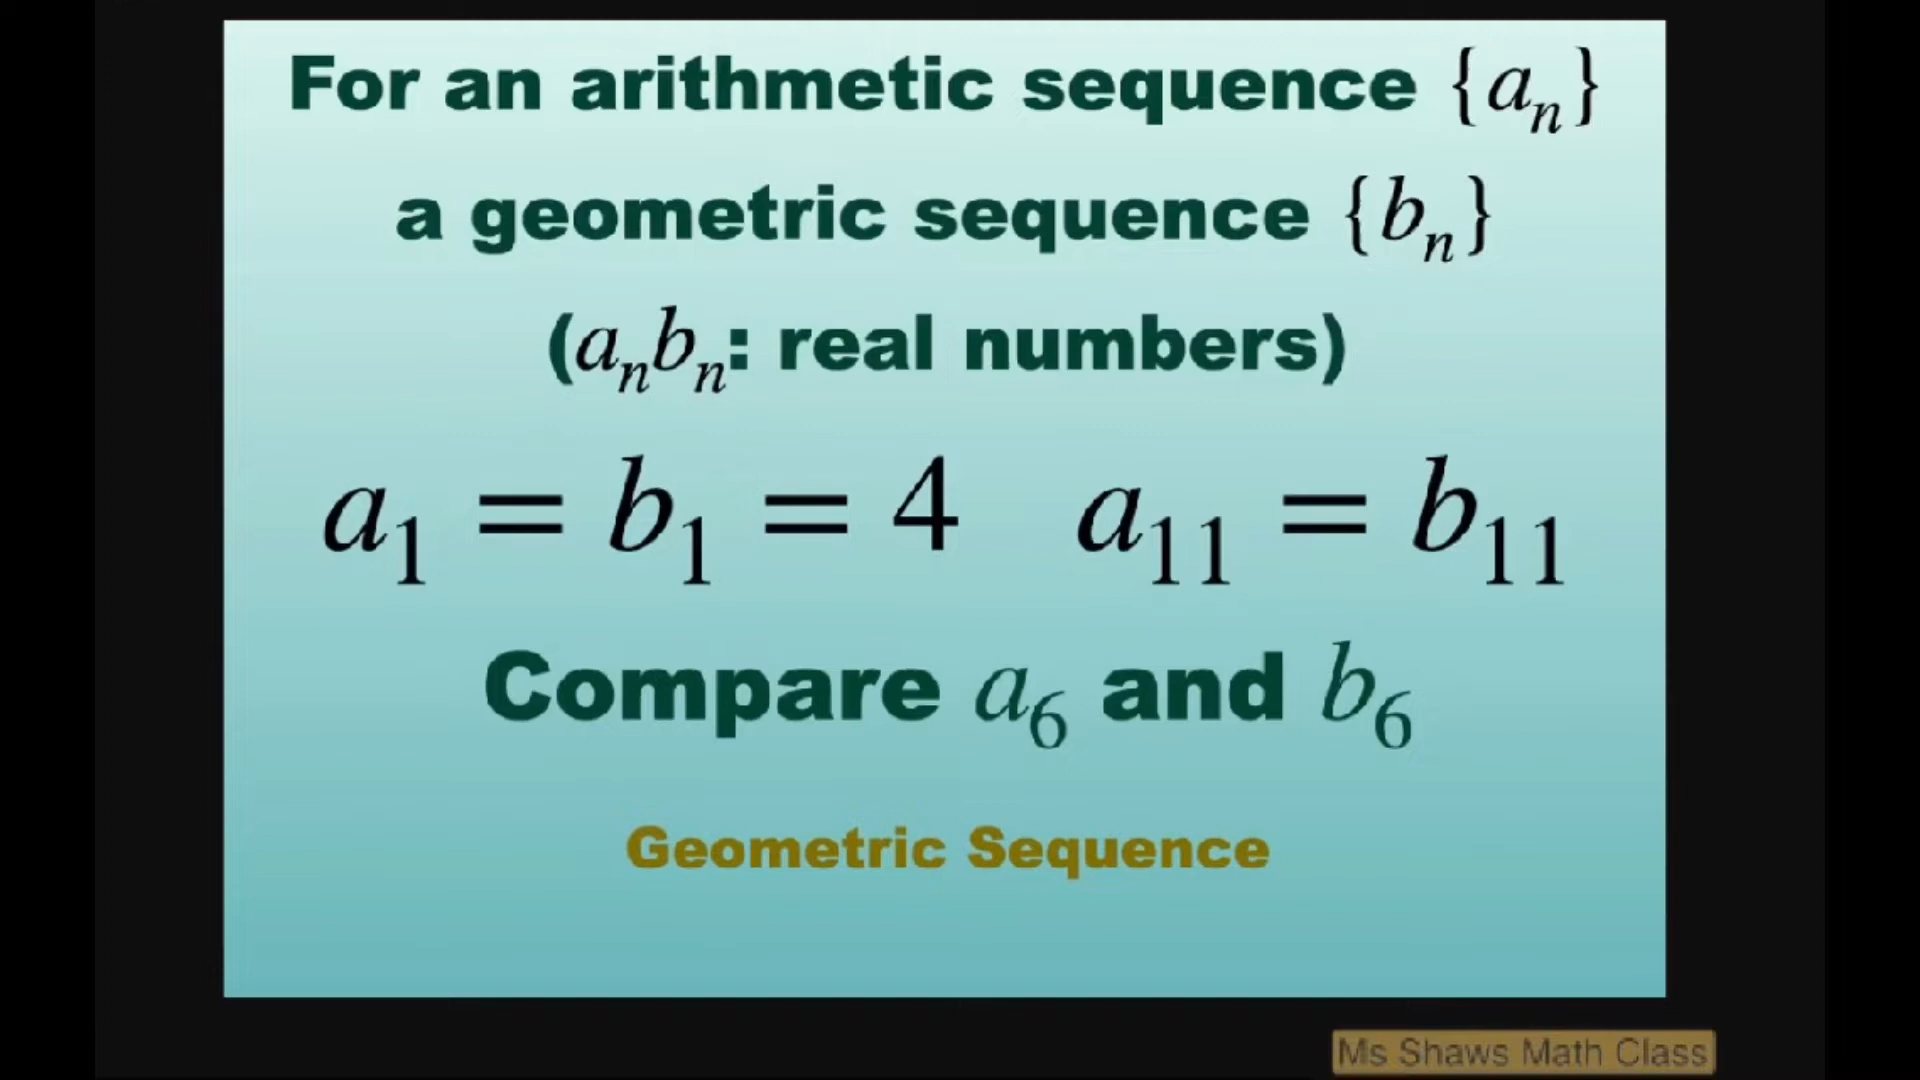 For an arithmetic sequence {aₙ}
a geometric sequence {bₙ}
(aₙbₙ: real numbers)
a₁ = b₁ = 4 a₁₁ = b₁₁
Compare a₆ and b₆
Geometric Sequence
Ms Shaws Math Class